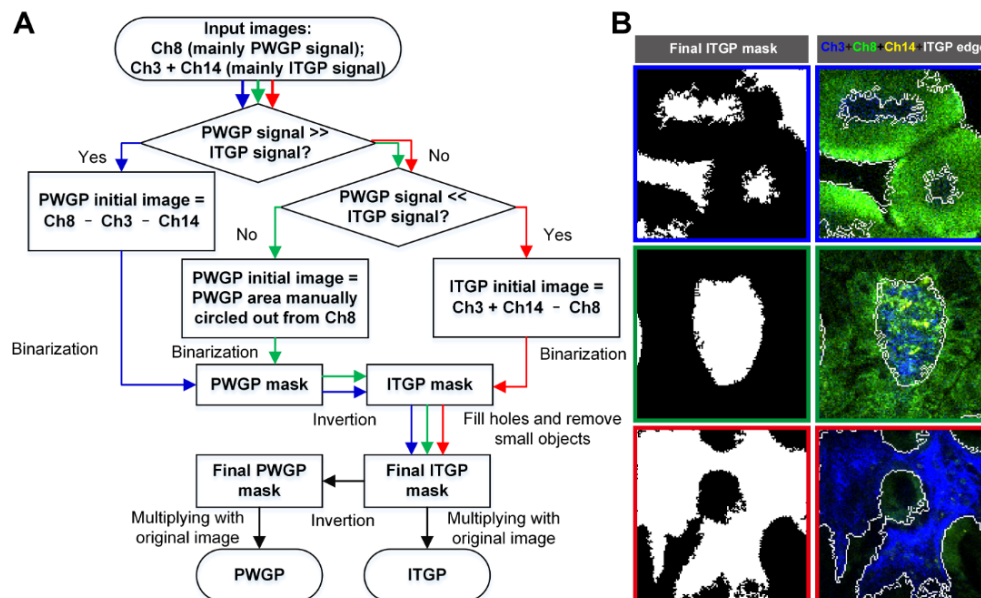 A
Input images:
Ch8 (mainly PWGP signal);
Ch3 + Ch14 (mainly ITGP signal)
PWGP signal >>
ITGP signal?
Yes
No
PWGP initial image =
Ch8 − Ch3 − Ch14
PWGP signal <<
ITGP signal?
No
Yes
PWGP initial image =
PWGP area manually
circled out from Ch8
ITGP initial image =
Ch3 + Ch14 − Ch8
Binarization
Binarization
Binarization
PWGP mask
ITGP mask
Invertion
Fill holes and remove
small objects
Final PWGP
mask
Final ITGP
mask
Invertion
Multiplying with
original image
Multiplying with
original image
PWGP
ITGP
B
Final ITGP mask
Ch3+Ch8+Ch14+ITGP edge